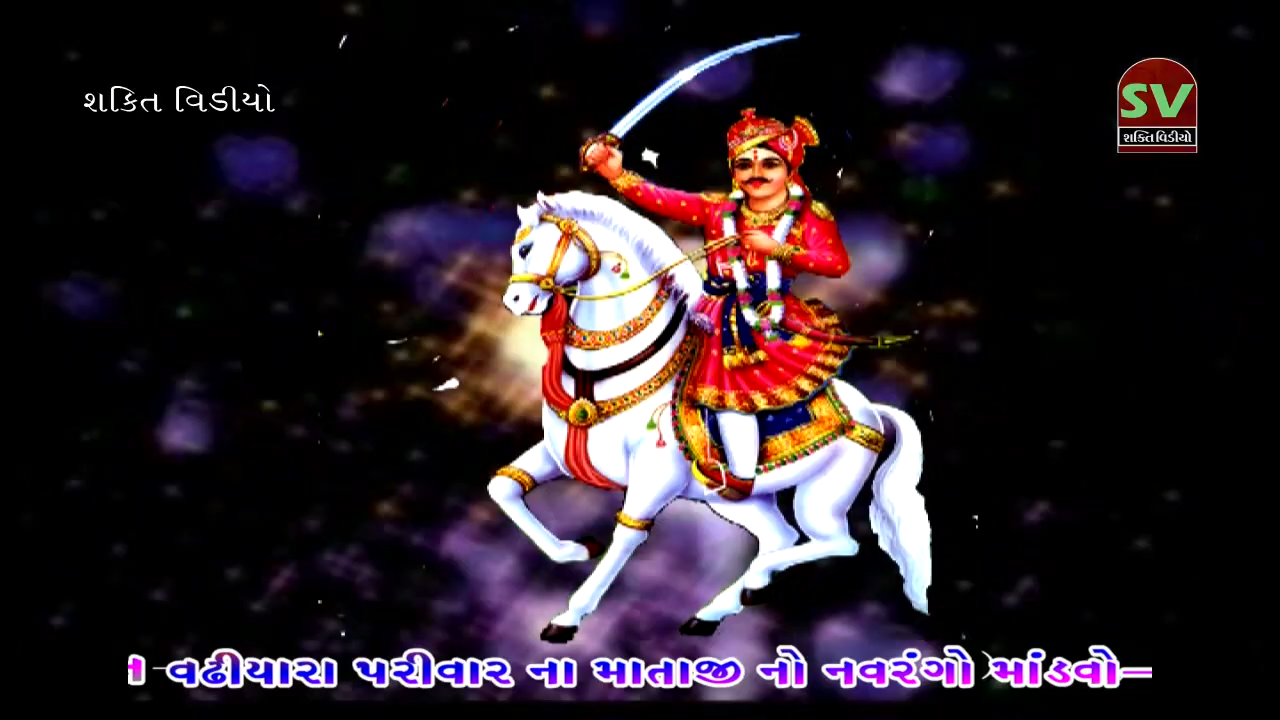 શક્તિ વિડીયો
SV
શક્તિ વિડીયો
વઢીયારા પરીવાર ના માતાજી નો નવરંગો માંડવો—